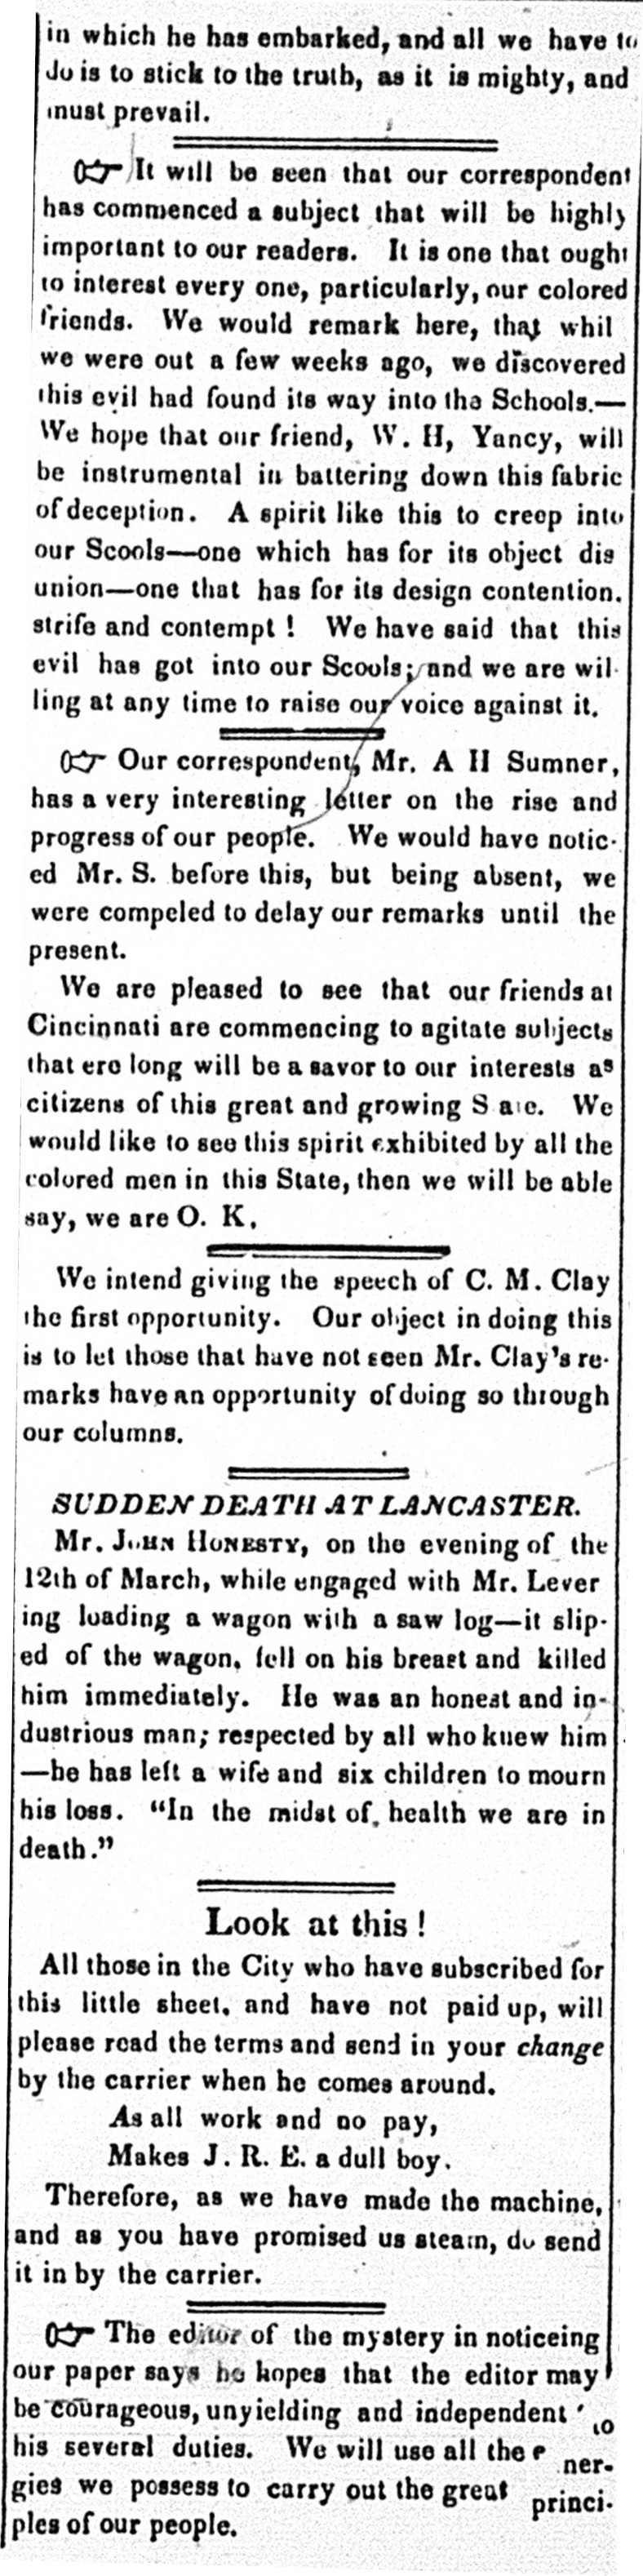 in which he has embarked, and all we have to
do is to stick to the truth, as it is mighty, and
must prevail.
☞ It will be seen that our correspondent
has commenced a subject that will be highly
important to our readers. It is one that ought
to interest every one, particularly, our colored
friends. We would remark here, that whil
we were out a few weeks ago, we discovered
this evil had found its way into tha Schools.—
We hope that our friend, W. H, Yancy, will
be instrumental in battering down this fabric
of deception. A spirit like this to creep into
our Scools—one which has for its object dis
union—one that has for its design contention.
strife and contempt! We have said that this
evil has got into our Scools; and we are wil-
ling at any time to raise our voice against it.
☞ Our correspondent, Mr. A H Sumner,
has a very interesting letter on the rise and
progress of our people. We would have notic-
ed Mr. S. before this, but being absent, we
were compeled to delay our remarks until the
present.
We are pleased to see that our friends at
Cincinnati are commencing to agitate subjects
that ere long will be a savor to our interests as
citizens of this great and growing S a e. We
would like to see this spirit exhibited by all the
colored men in this State, then we will be able
say, we are O. K.
We intend giving the speech of C. M. Clay
the first opportunity. Our object in doing this
is to let those that have not seen Mr. Clay's re-
marks have an opportunity of doing so through
our columns.
SUDDEN DEATH AT LANCASTER.
Mr. JOHN HONESTY, on the evening of the
12th of March, while engaged with Mr. Lever
ing loading a wagon with a saw log—it slip-
ed of the wagon, fell on his breast and killed
him immediately. He was an honest and in-
dustrious man; respected by all who knew him
—he has left a wife and six children to mourn
his loss. "In the midst of, health we are in
death."
Look at this!
All those in the City who have subscribed for
this little sheet, and have not paid up, will
please read the terms and send in your change
by the carrier when he comes around.
As all work and no pay,
Makes J. R. E. a dull boy.
Therefore, as we have made the machine,
and as you have promised us steam, do send
it in by the carrier.
☞ The editor of the mystery in noticeing
our paper says he hopes that the editor may
be courageous, unyielding and independent to
his several duties. We will use all the ener-
gies we possess to carry out the great princi-
ples of our people.